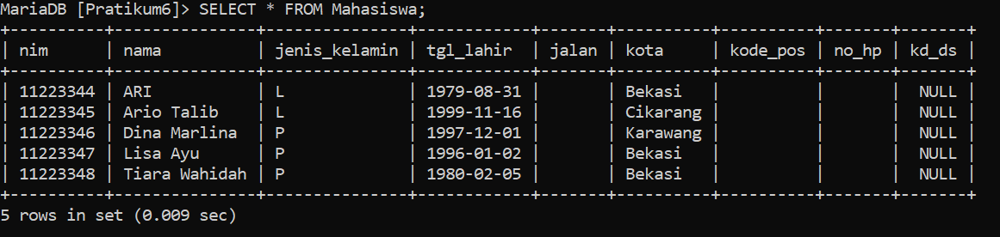 MariaDB [Pratikum6]> SELECT * FROM Mahasiswa;
+----------+---------------+---------------+------------+-------+----------+----------+-------+-------+
| nim      | nama          | jenis_kelamin | tgl_lahir  | jalan | kota     | kode_pos | no_hp | kd_ds |
+----------+---------------+---------------+------------+-------+----------+----------+-------+-------+
| 11223344 | ARI           | L             | 1979-08-31 |       | Bekasi   |          |       |  NULL |
| 11223345 | Ario Talib    | L             | 1999-11-16 |       | Cikarang |          |       |  NULL |
| 11223346 | Dina Marlina  | P             | 1997-12-01 |       | Karawang |          |       |  NULL |
| 11223347 | Lisa Ayu      | P             | 1996-01-02 |       | Bekasi   |          |       |  NULL |
| 11223348 | Tiara Wahidah | P             | 1980-02-05 |       | Bekasi   |          |       |  NULL |
+----------+---------------+---------------+------------+-------+----------+----------+-------+-------+
5 rows in set (0.009 sec)